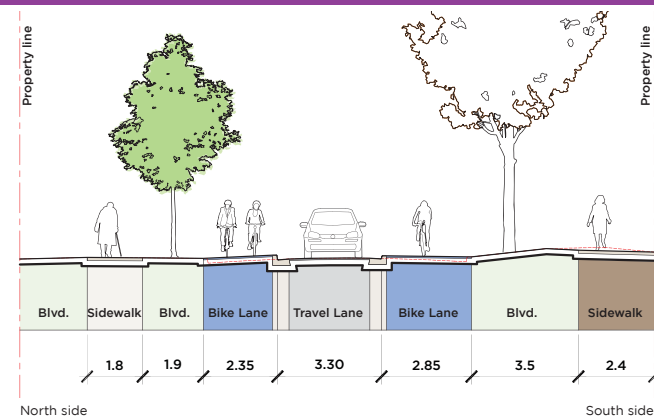 Property line
Property line
Blvd. Sidewalk Blvd. Bike Lane Travel Lane Bike Lane Blvd. Sidewalk
1.8 1.9 2.35 3.30 2.85 3.5 2.4
North side South side